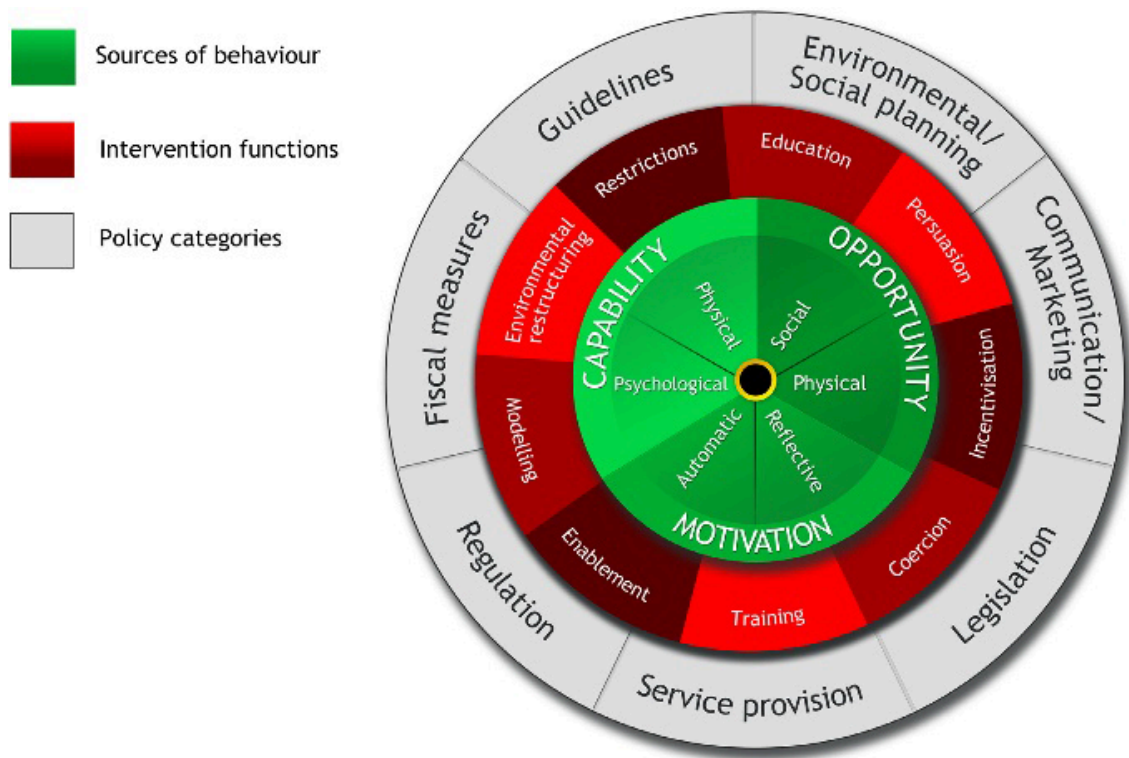 Sources of behaviour
Intervention functions
Policy categories
Guidelines
Environmental/
Social planning
Communication/
Marketing
Legislation
Service provision
Regulation
Fiscal measures
Restrictions
Education
Persuasion
Incentivisation
Coercion
Training
Enablement
Modelling
Environmental
restructuring
CAPABILITY
OPPORTUNITY
MOTIVATION
Physical
Social
Psychological
Physical
Automatic
Reflective